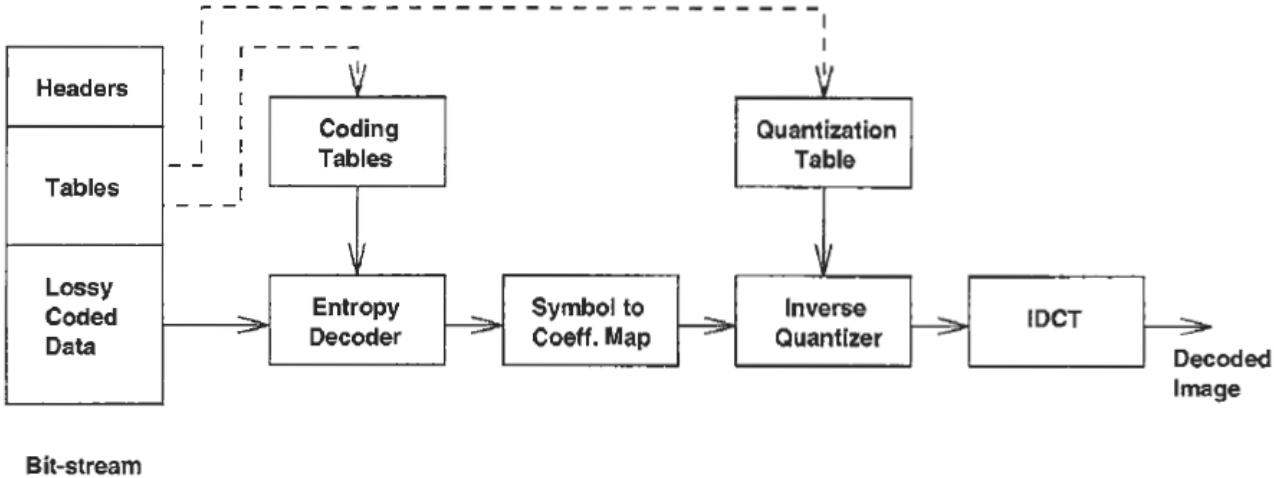 Headers
Tables
Lossy
Coded
Data
Bit-stream
Coding
Tables
Entropy
Decoder
Symbol to
Coeff. Map
Quantization
Table
Inverse
Quantizer
IDCT
Decoded
Image